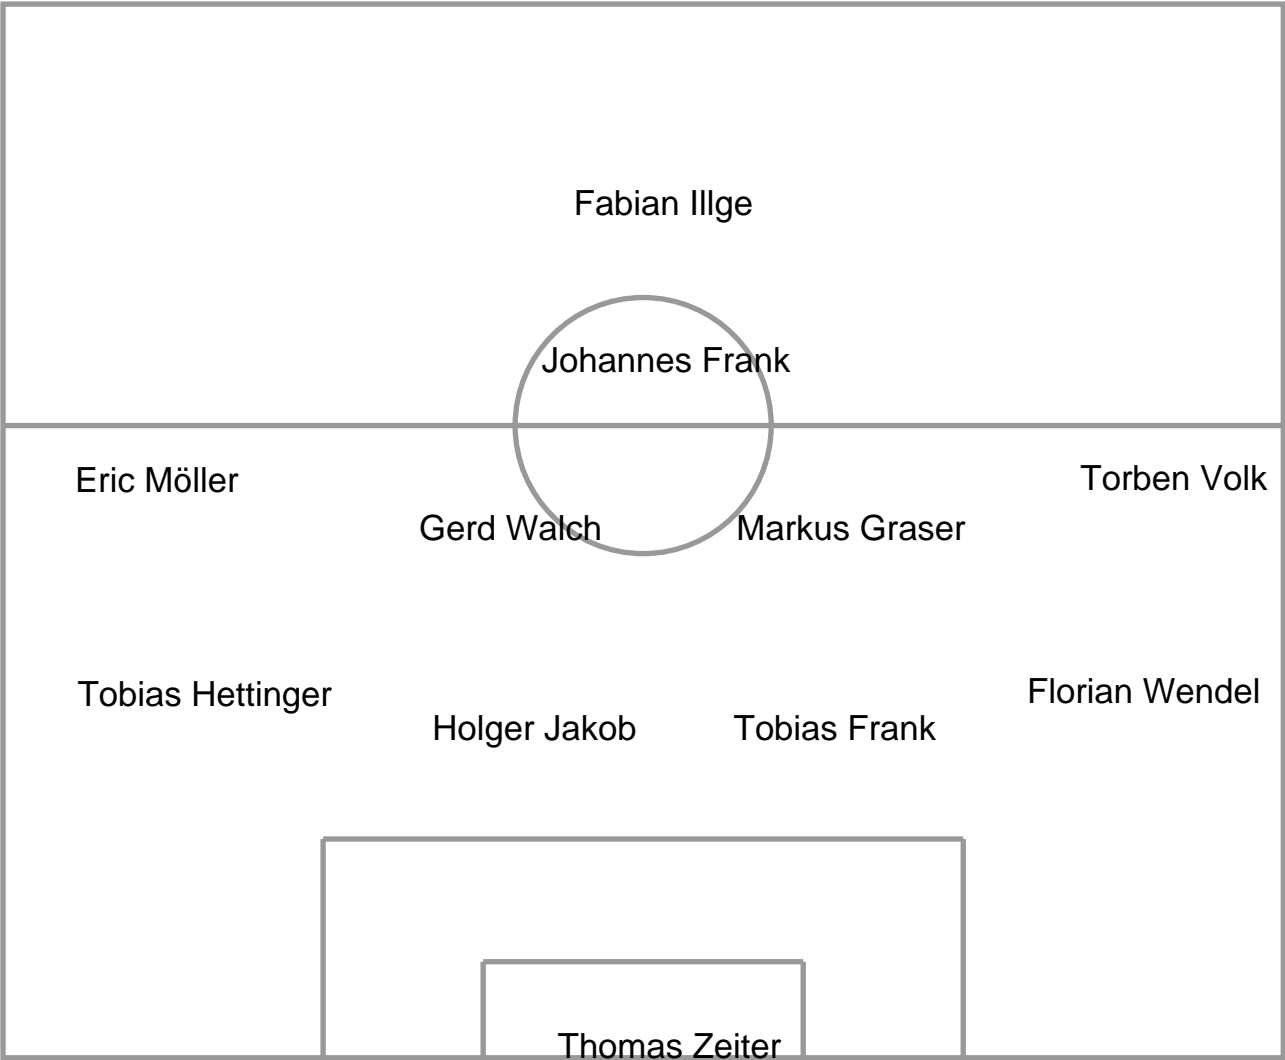 Fabian Illge
Johannes Frank
Eric Möller
Torben Volk
Gerd Walch
Markus Graser
Tobias Hettinger
Florian Wendel
Holger Jakob
Tobias Frank
Thomas Zeiter